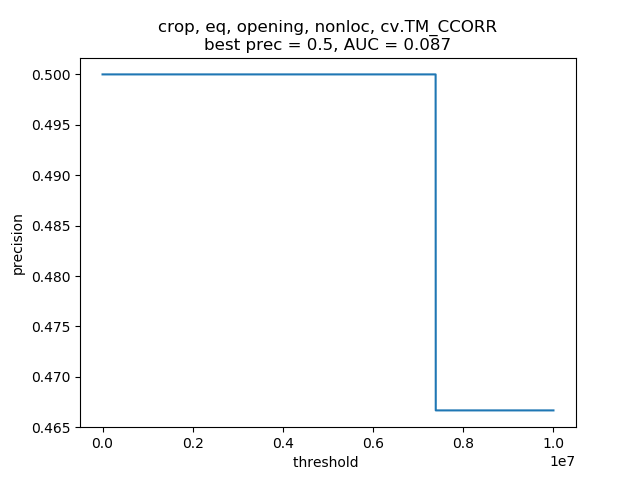 crop, eq, opening, nonloc, cv.TM_CCORR
best prec = 0.5, AUC = 0.087
0.500
0.495
0.490
0.485
0.480
0.475
0.470
0.465
precision
0.0 0.2 0.4 0.6 0.8 1.0
1e7
threshold